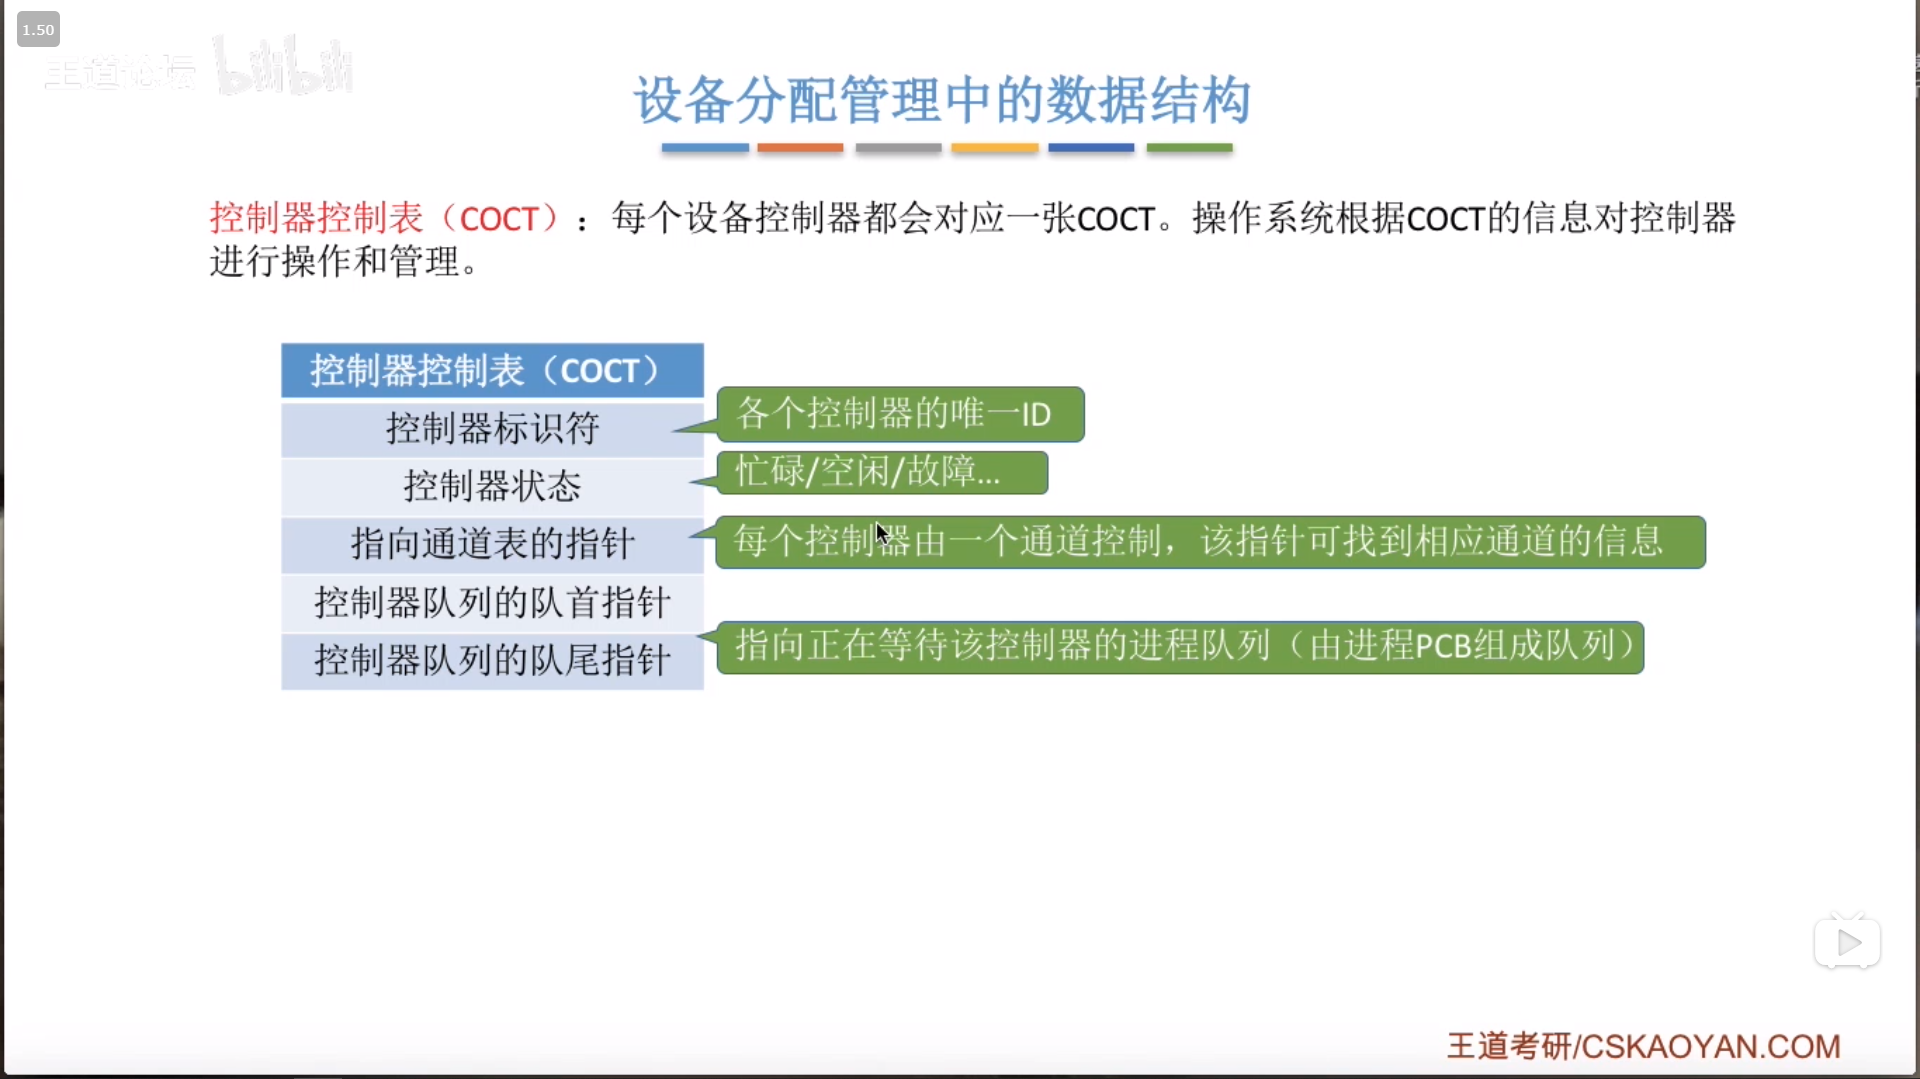 1.50
王道论坛 bilibili
设备分配管理中的数据结构
控制器控制表（COCT）：每个设备控制器都会对应一张COCT。操作系统根据COCT的信息对控制器
进行操作和管理。
控制器控制表（COCT）
控制器标识符
各个控制器的唯一ID
控制器状态
忙碌/空闲/故障...
指向通道表的指针
每个控制器由一个通道控制，该指针可找到相应通道的信息
控制器队列的队首指针
控制器队列的队尾指针
指向正在等待该控制器的进程队列（由进程PCB组成队列）
王道考研/CSKAOYAN.COM